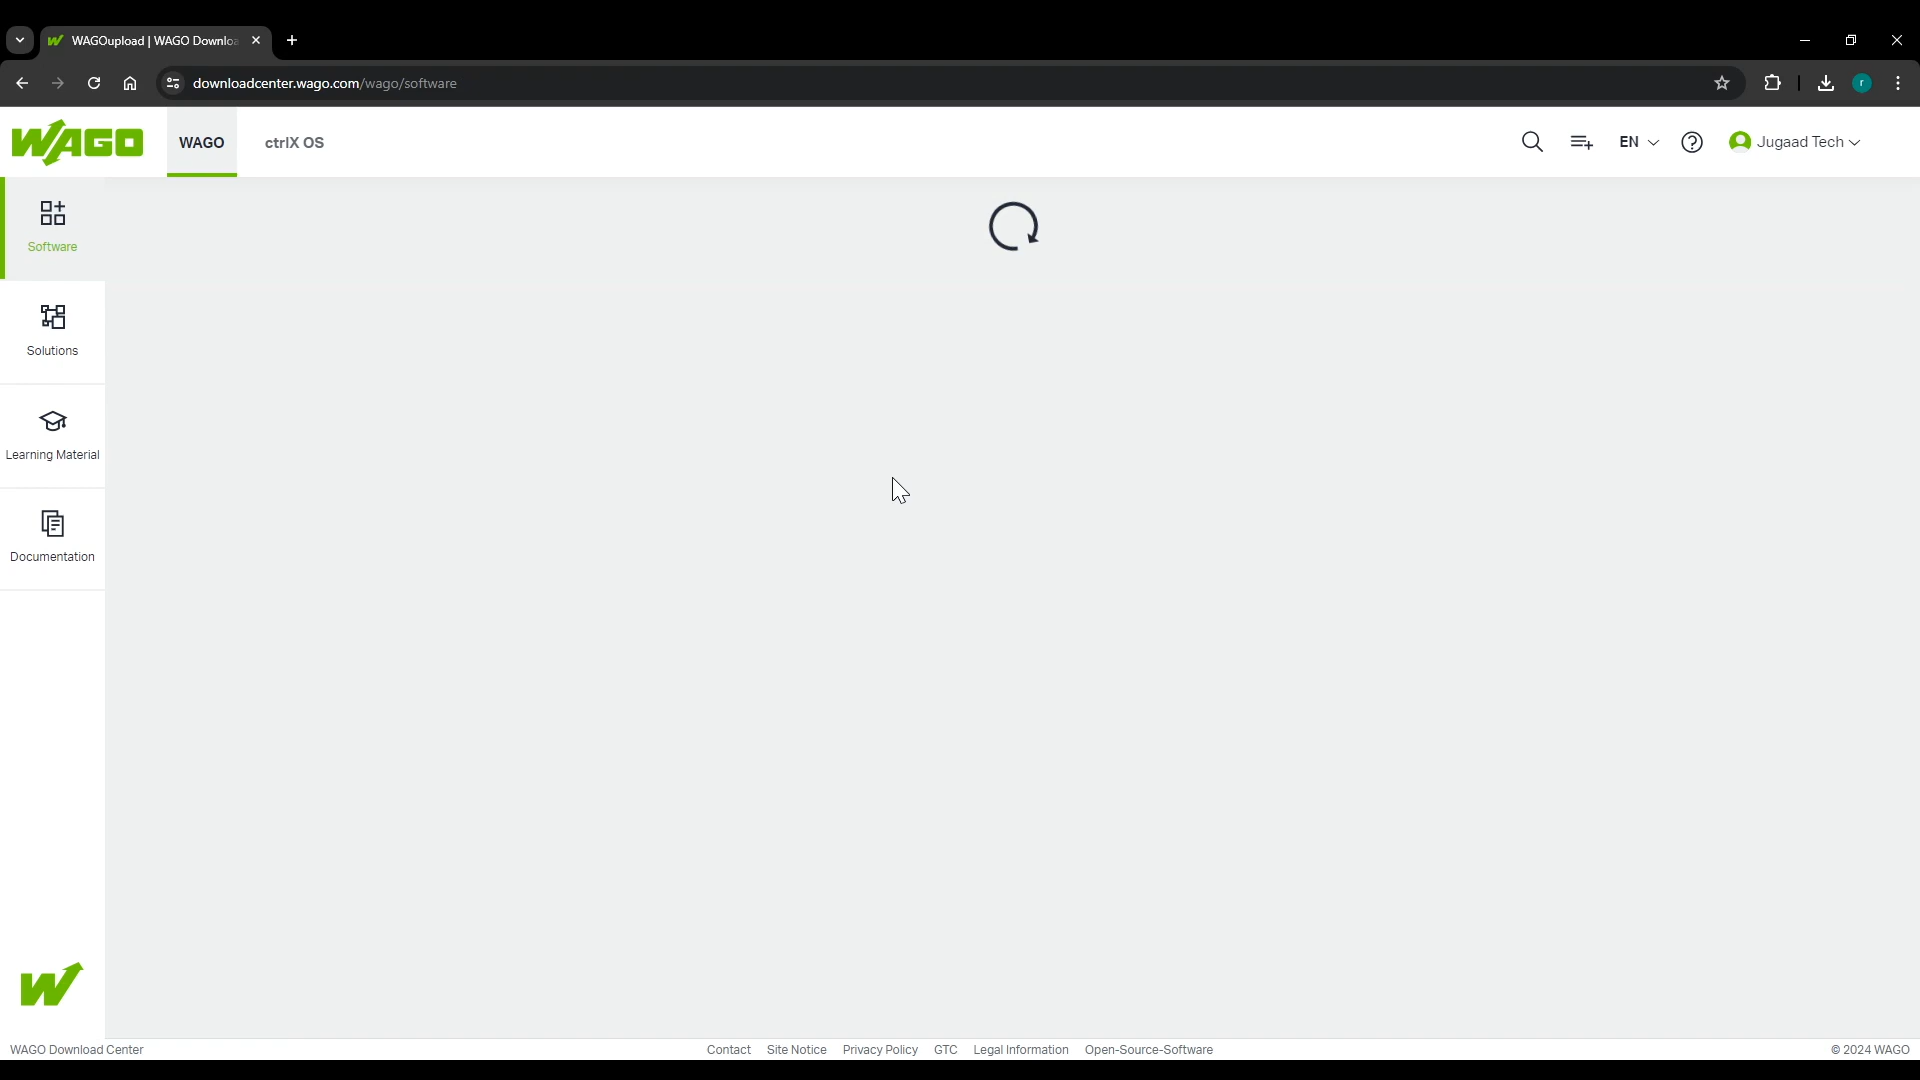 WAGOupload | WAGO Downloa
downloadcenter.wago.com/wago/software
WAGO
WAGO
ctrlX OS
EN
Jugaad Tech
r
Software
Solutions
Learning Material
Documentation
W
WAGO Download Center
Contact
Site Notice
Privacy Policy
GTC
Legal Information
Open-Source-Software
© 2024 WAGO